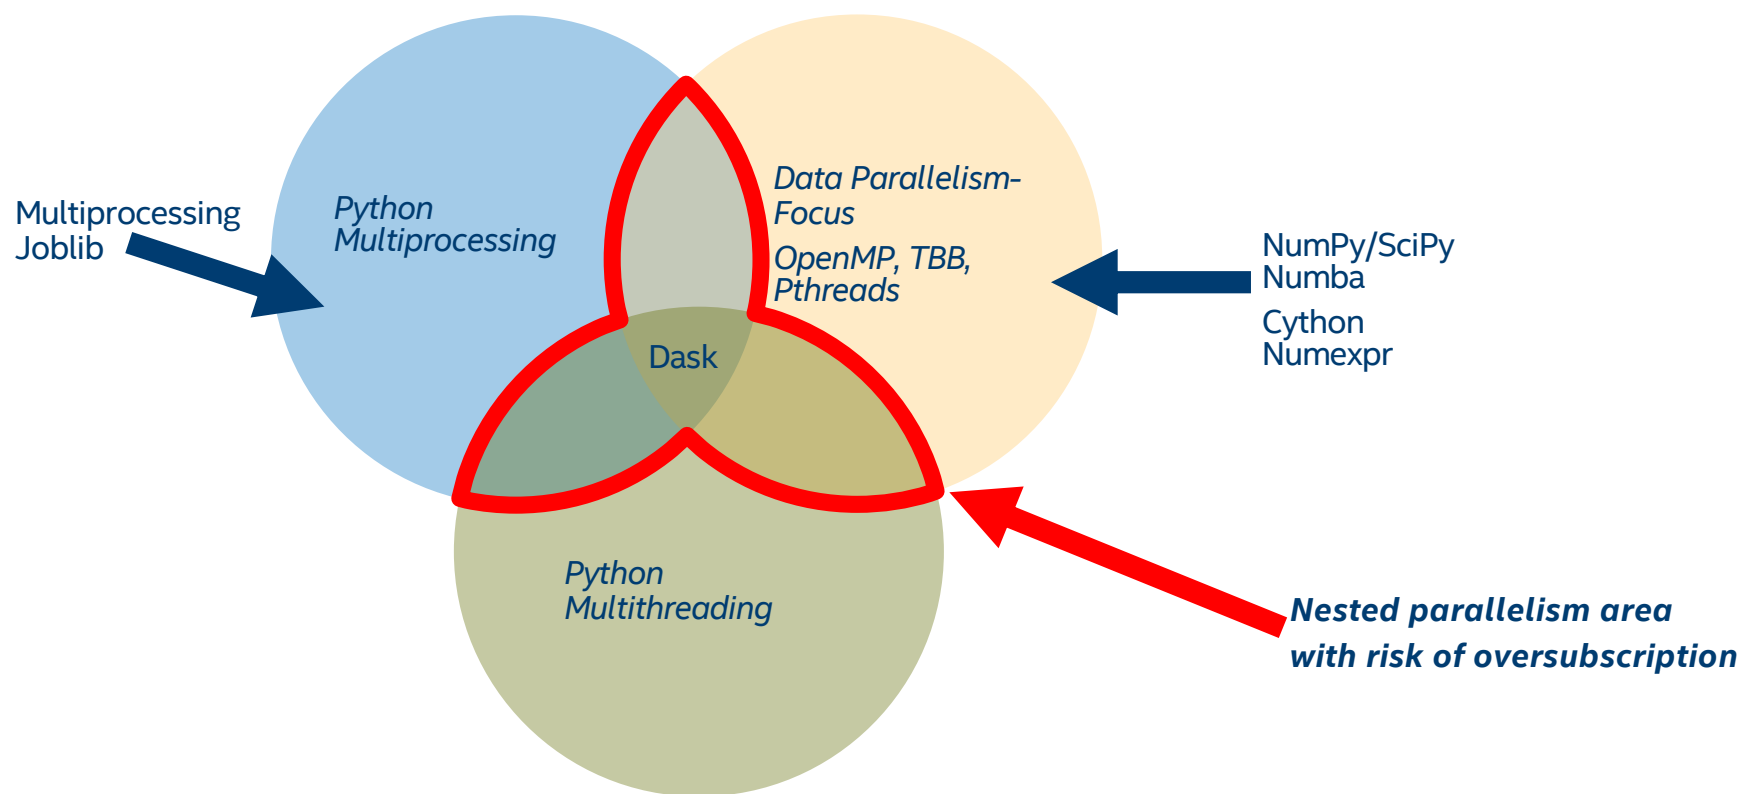 Multiprocessing
Joblib
Python
Multiprocessing
Data Parallelism-
Focus
OpenMP, TBB,
Pthreads
NumPy/SciPy
Numba
Cython
Numexpr
Dask
Python
Multithreading
Nested parallelism area
with risk of oversubscription